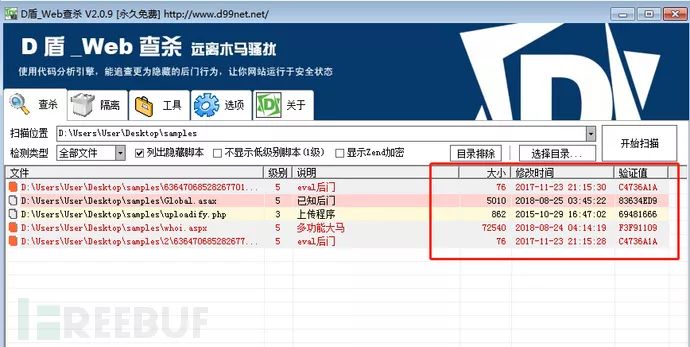 D盾_Web查杀 V2.0.9 [永久免费] http://www.d99net.net/
D 盾 _Web查杀 远离木马骚扰
使用代码分析引擎，能追查更为隐藏的后门行为，让你网站运行于安全状态
查杀 隔离 工具 选项 关于
扫描位置 D:\Users\User\Desktop\samples 开始扫描
检测类型 全部文件 列出隐藏脚本 不显示低级别脚本(1级) 显示Zend加密 目录排除 选择目录...
文件 级别 说明 大小 修改时间 验证值
D:\Users\User\Desktop\samples\63647068528267701... 5 eval后门 76 2017-11-23 21:15:30 C4736A1A
D:\Users\User\Desktop\samples\Global.asax 5 已知后门 5010 2018-08-25 03:45:22 83634ED9
D:\Users\User\Desktop\samples\uploadify.php 3 上传程序 862 2015-10-29 16:47:02 69481666
D:\Users\User\Desktop\samples\whoi.aspx 5 多功能大马 72540 2018-08-24 04:14:19 F3F91109
D:\Users\User\Desktop\samples\2\636470685282677... 5 eval后门 76 2017-11-23 21:15:28 C4736A1A
FREEBUF